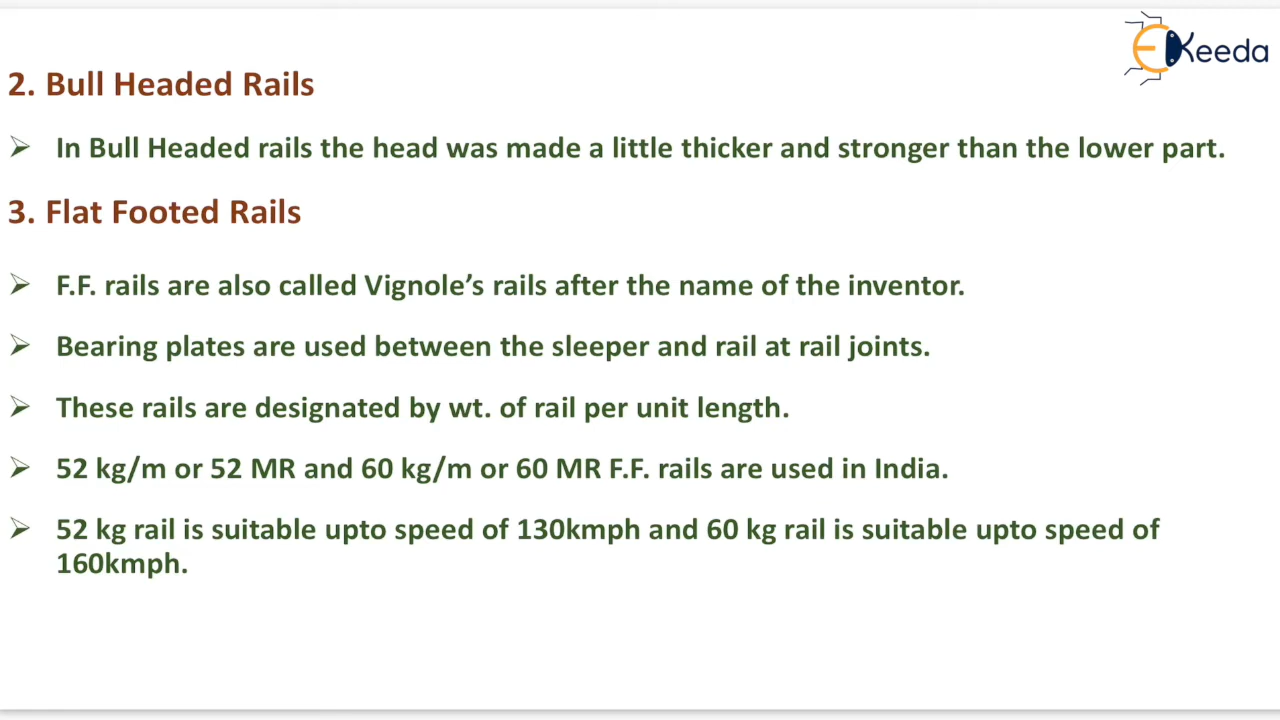 EKeeda
2. Bull Headed Rails
➢ In Bull Headed rails the head was made a little thicker and stronger than the lower part.
3. Flat Footed Rails
➢ F.F. rails are also called Vignole’s rails after the name of the inventor.
➢ Bearing plates are used between the sleeper and rail at rail joints.
➢ These rails are designated by wt. of rail per unit length.
➢ 52 kg/m or 52 MR and 60 kg/m or 60 MR F.F. rails are used in India.
➢ 52 kg rail is suitable upto speed of 130kmph and 60 kg rail is suitable upto speed of
160kmph.